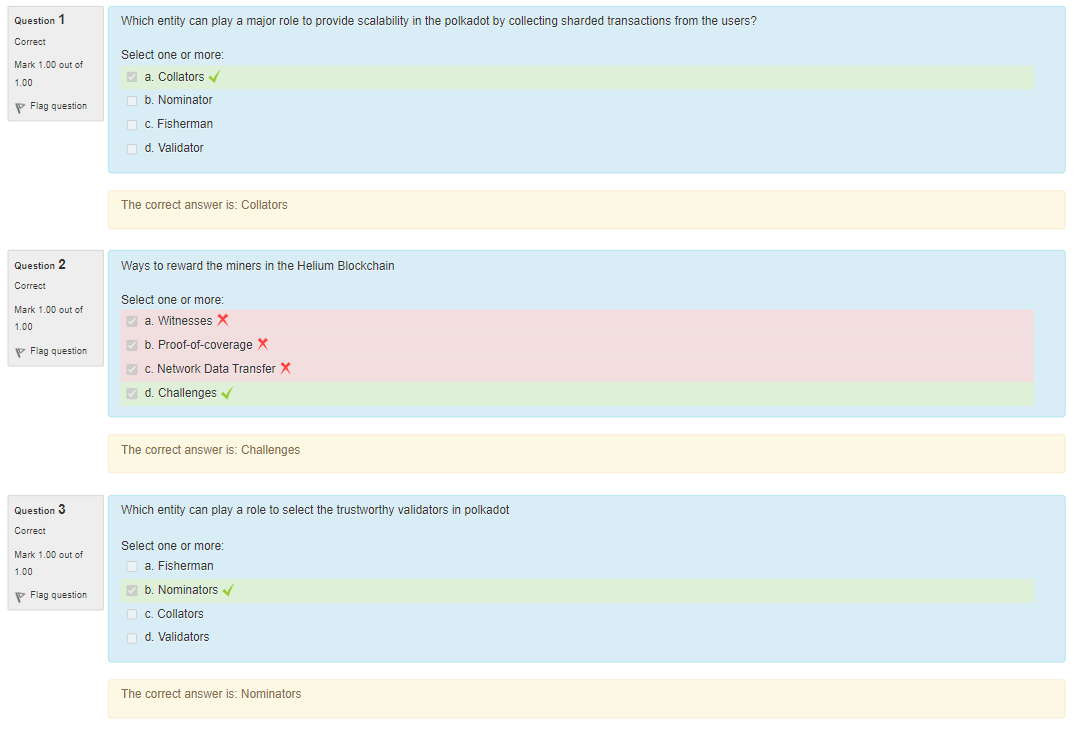 Question 1
Correct
Mark 1.00 out of
1.00
Flag question
Which entity can play a major role to provide scalability in the polkadot by collecting sharded transactions from the users?
Select one or more:
a. Collators
b. Nominator
c. Fisherman
d. Validator
The correct answer is: Collators
Question 2
Correct
Mark 1.00 out of
1.00
Flag question
Ways to reward the miners in the Helium Blockchain
Select one or more:
a. Witnesses
b. Proof-of-coverage
c. Network Data Transfer
d. Challenges
The correct answer is: Challenges
Question 3
Correct
Mark 1.00 out of
1.00
Flag question
Which entity can play a role to select the trustworthy validators in polkadot
Select one or more:
a. Fisherman
b. Nominators
c. Collators
d. Validators
The correct answer is: Nominators